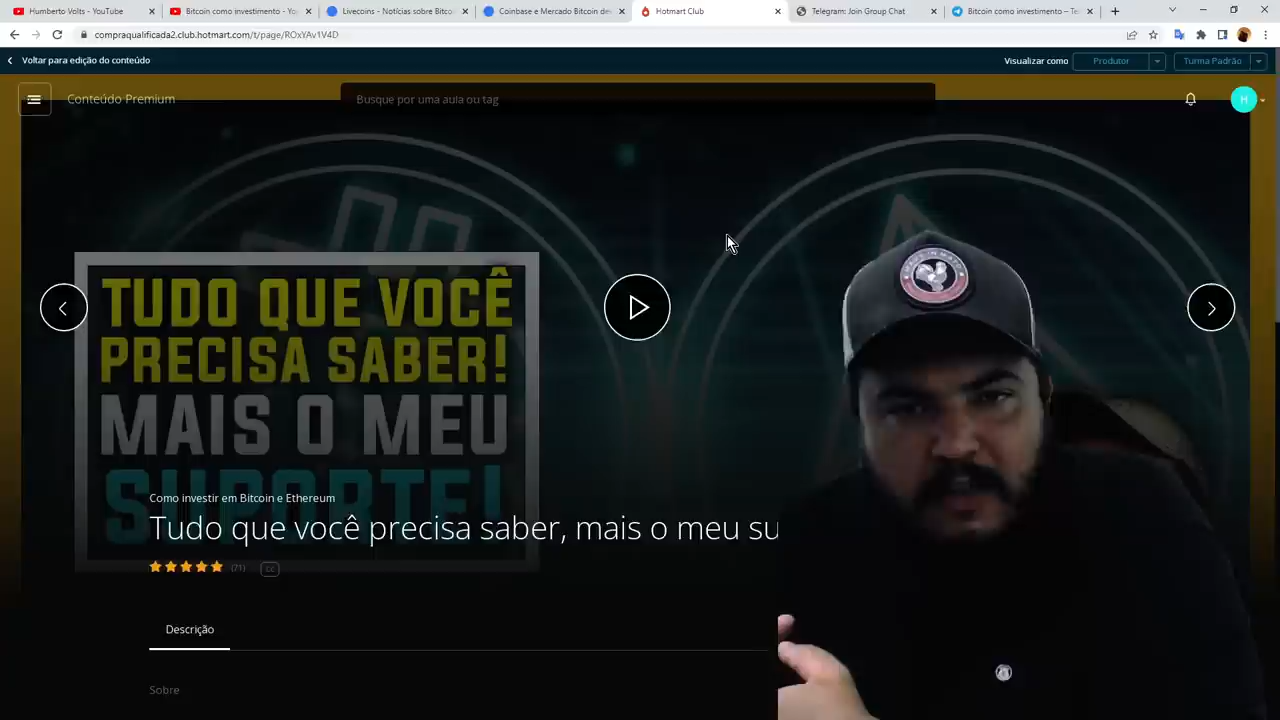 Humberto Volts - YouTube
Bitcoin como investimento - Yo
Livecoins - Notícias sobre Bitco
Coinbase e Mercado Bitcoin de
Hotmart Club
Telegram: Join Group Chat
Bitcoin como investimento – Te
compraqualificada2.club.hotmart.com/t/page/ROxYAv1V4D
Voltar para edição do conteúdo
Visualizar como
Produtor
Turma Padrão
Conteúdo Premium
Busque por uma aula ou tag
H
TUDO QUE VOCÊ
PRECISA SABER!
MAIS O MEU
SUPORTE!
Como investir em Bitcoin e Ethereum
Tudo que você precisa saber, mais o meu su
(71)
CC
Descrição
Sobre